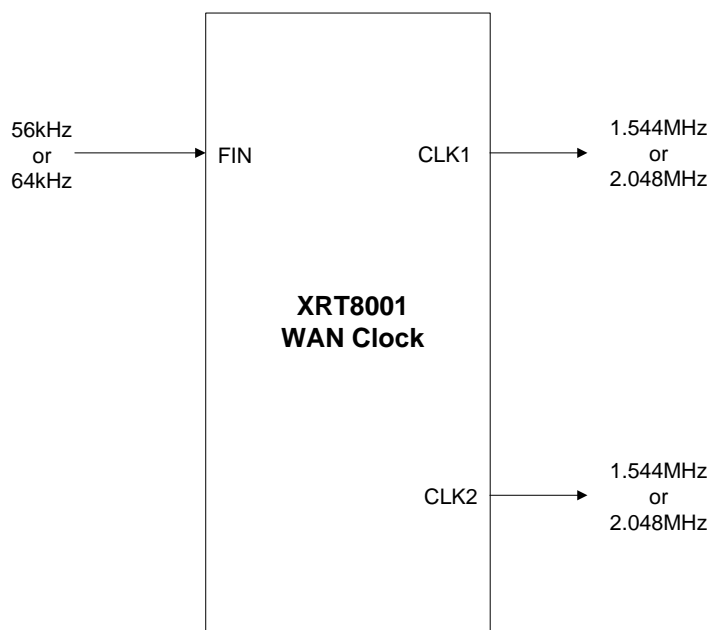 56kHz
or
64kHz
FIN
CLK1
1.544MHz
or
2.048MHz
XRT8001
WAN Clock
CLK2
1.544MHz
or
2.048MHz